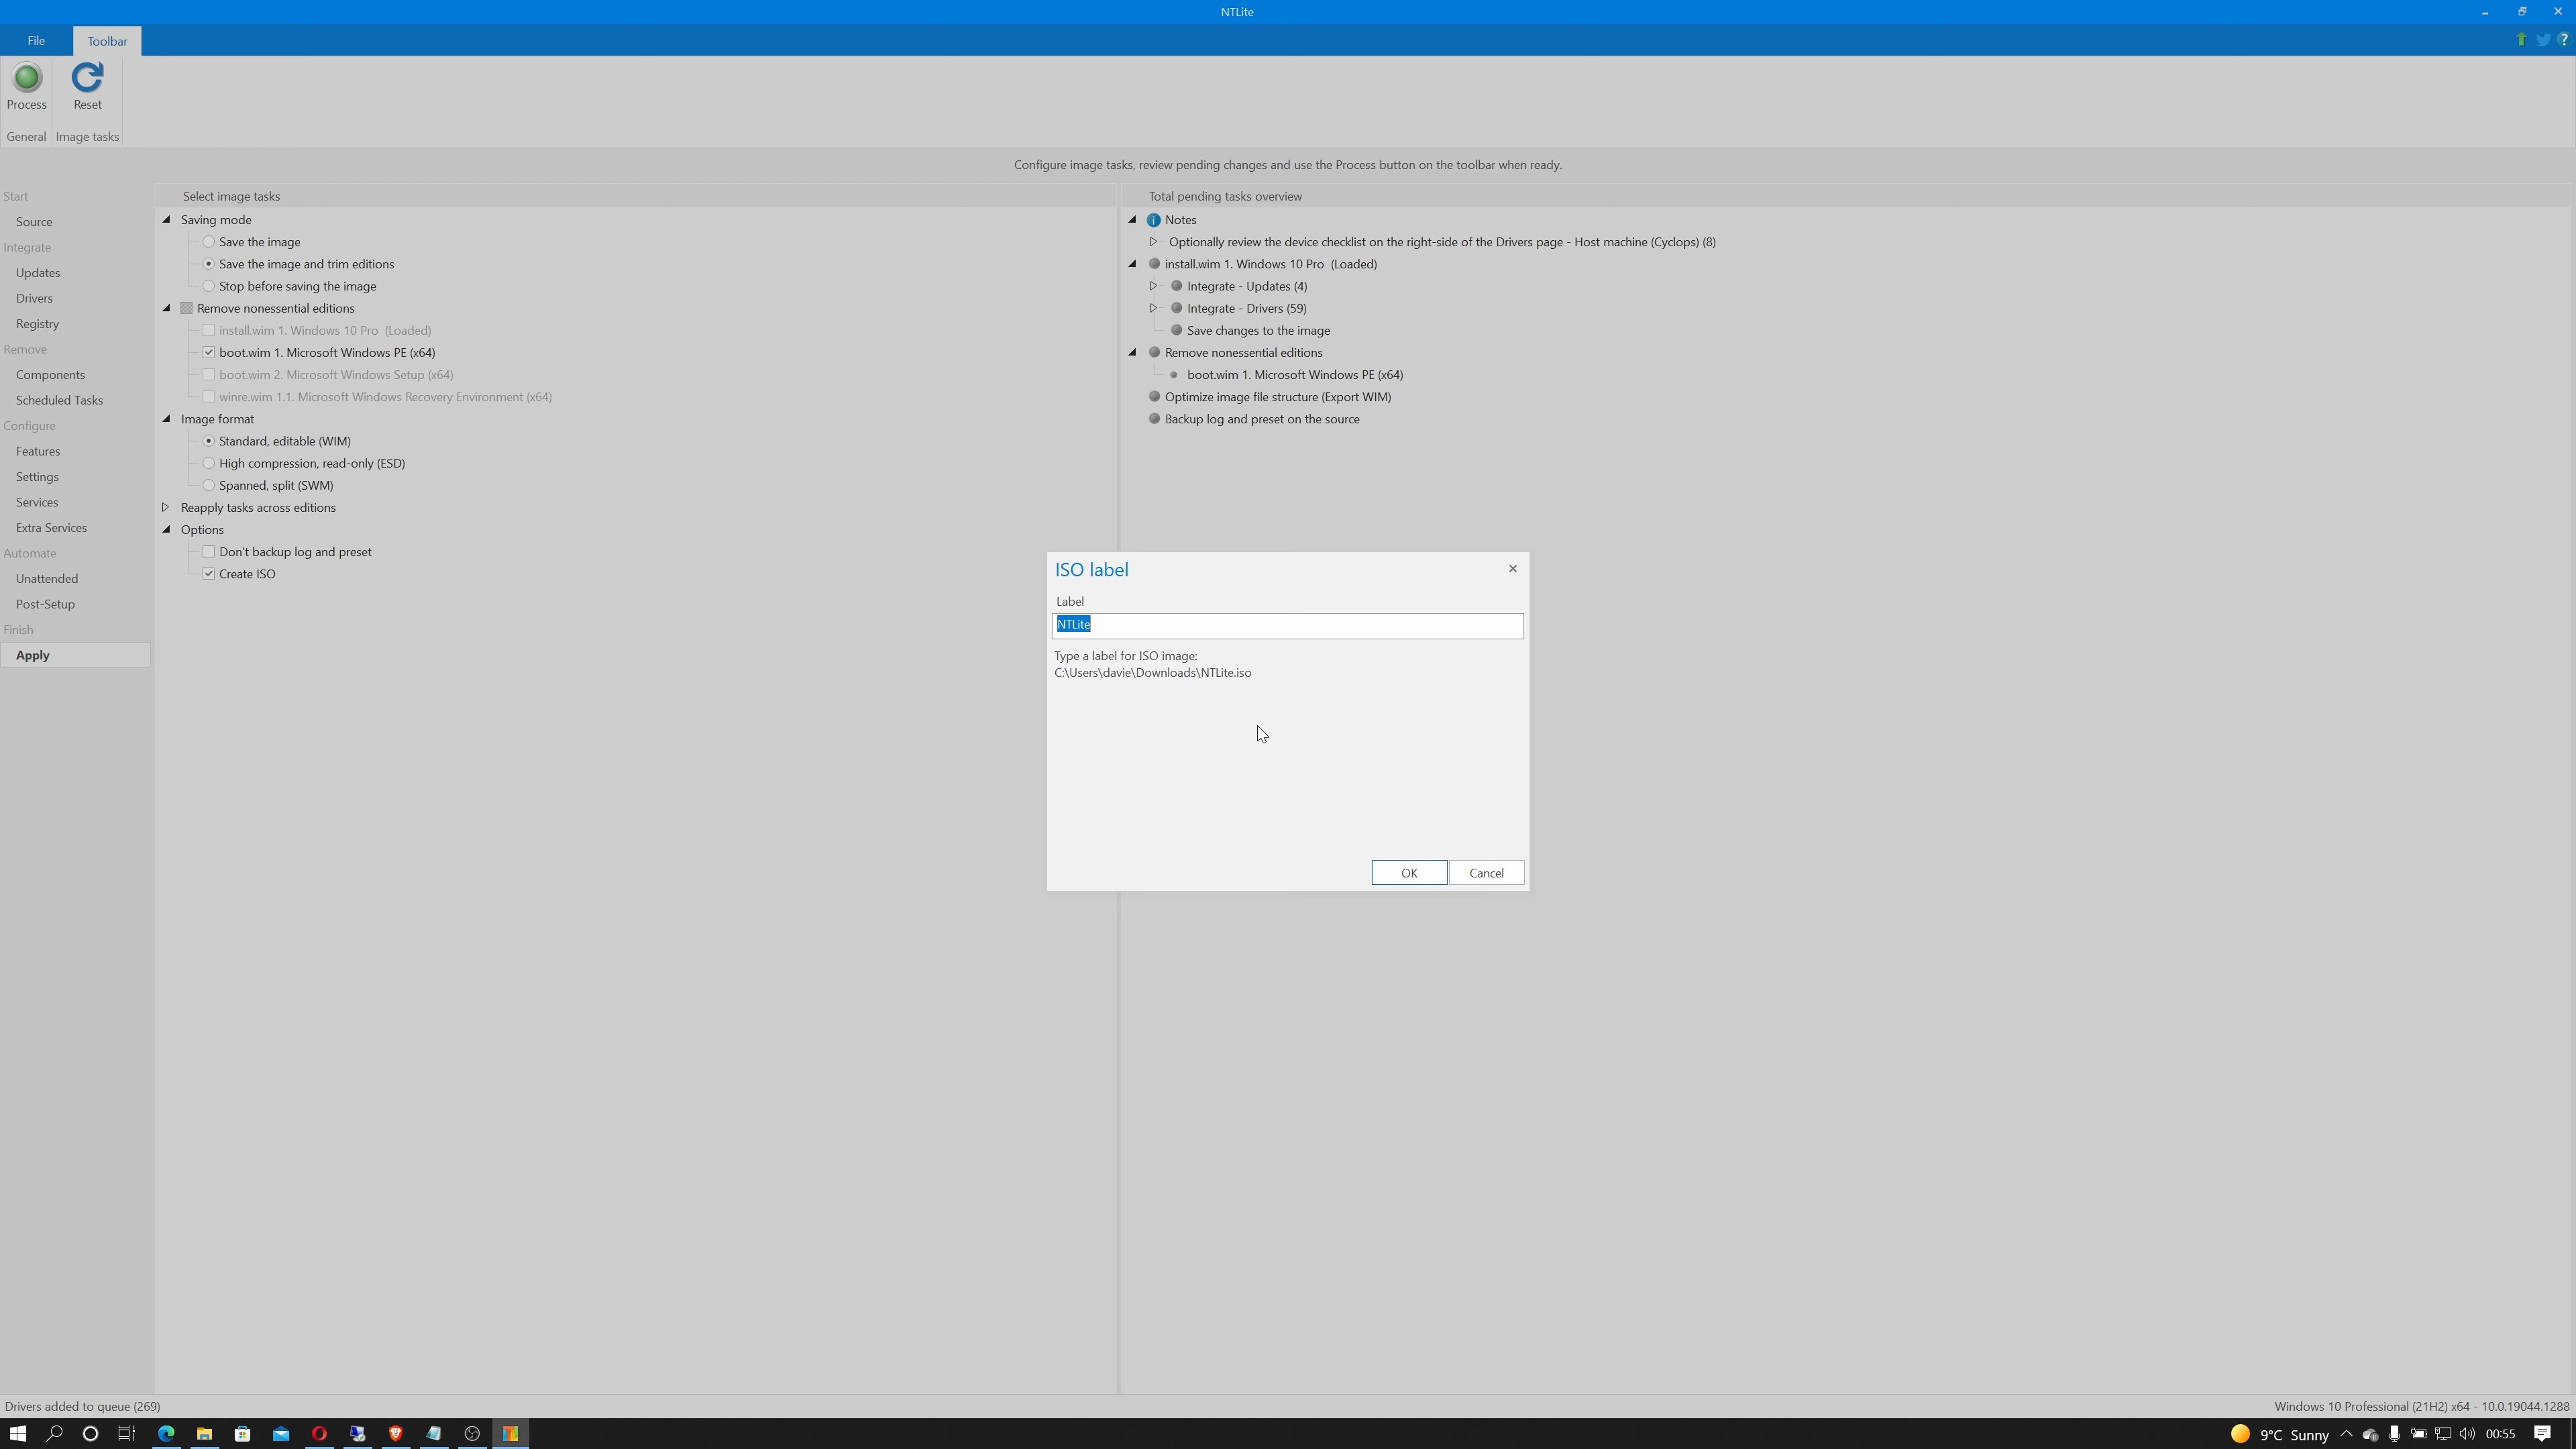 NTLite
File
Toolbar
Process
Reset
General
Image tasks
Configure image tasks, review pending changes and use the Process button on the toolbar when ready.
Start
Source
Integrate
Updates
Drivers
Registry
Remove
Components
Scheduled Tasks
Configure
Features
Settings
Services
Extra Services
Automate
Unattended
Post-Setup
Finish
Apply
Select image tasks
Saving mode
Save the image
Save the image and trim editions
Stop before saving the image
Remove nonessential editions
install.wim 1. Windows 10 Pro (Loaded)
boot.wim 1. Microsoft Windows PE (x64)
boot.wim 2. Microsoft Windows Setup (x64)
winre.wim 1.1. Microsoft Windows Recovery Environment (x64)
Image format
Standard, editable (WIM)
High compression, read-only (ESD)
Spanned, split (SWM)
Reapply tasks across editions
Options
Don't backup log and preset
Create ISO
Total pending tasks overview
Notes
Optionally review the device checklist on the right-side of the Drivers page - Host machine (Cyclops) (8)
install.wim 1. Windows 10 Pro (Loaded)
Integrate - Updates (4)
Integrate - Drivers (59)
Save changes to the image
Remove nonessential editions
boot.wim 1. Microsoft Windows PE (x64)
Optimize image file structure (Export WIM)
Backup log and preset on the source
ISO label
Label
NTLite
Type a label for ISO image:
C:\Users\davie\Downloads\NTLite.iso
OK
Cancel
Drivers added to queue (269)
Windows 10 Professional (21H2) x64 - 10.0.19044.1288
9°C Sunny
00:55